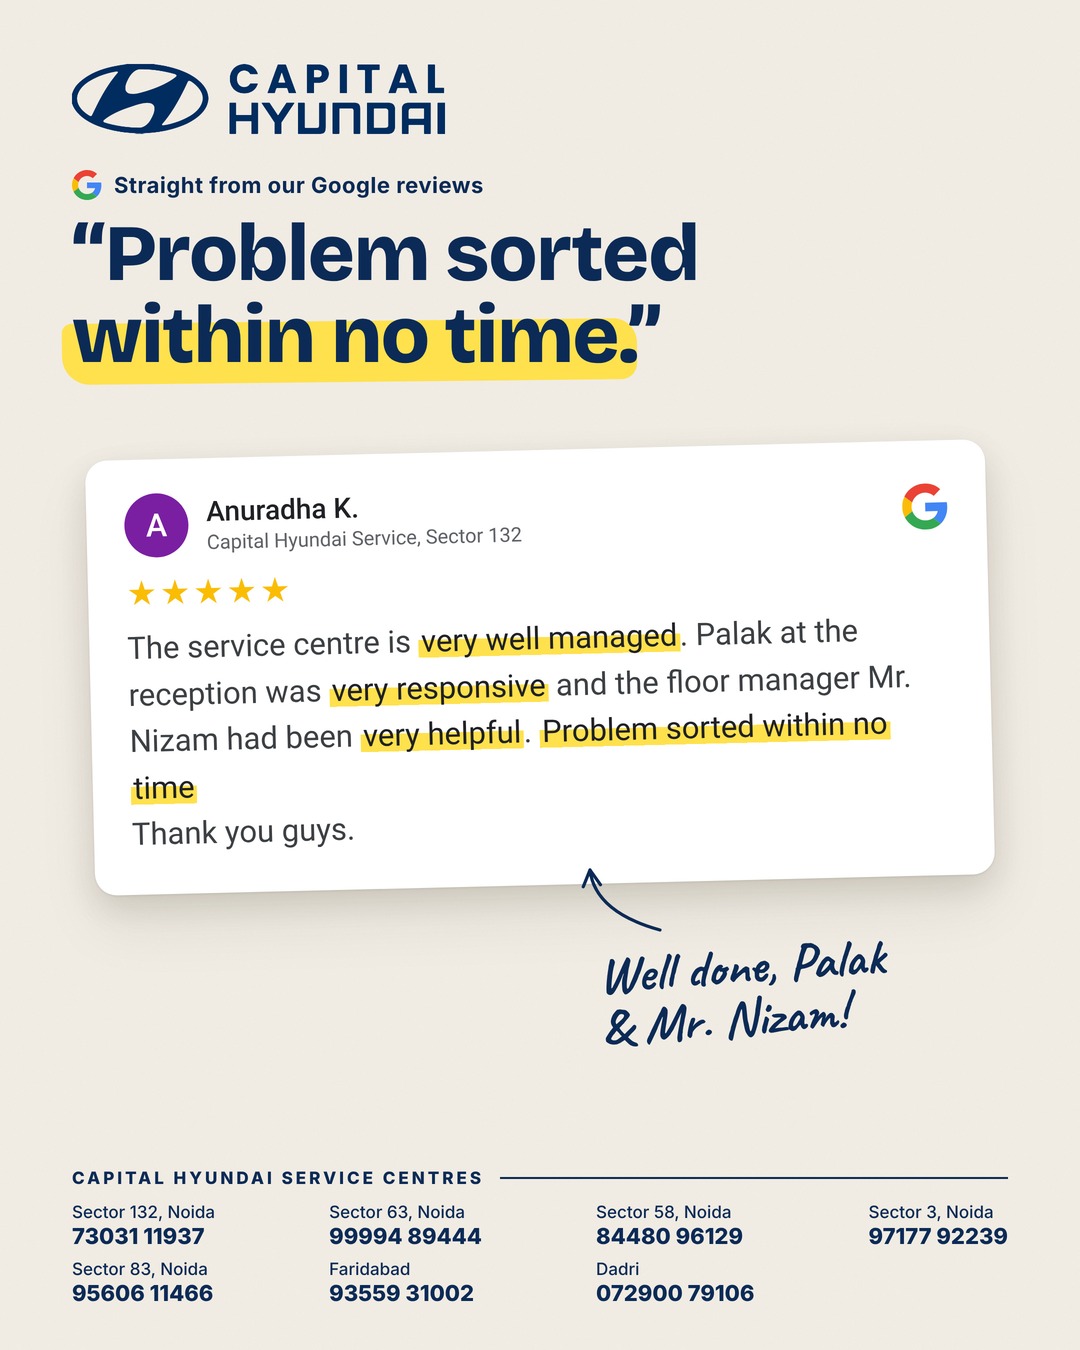 CAPITAL
HYUNDAI
Straight from our Google reviews
“Problem sorted
within no time.”
A
Anuradha K.
Capital Hyundai Service, Sector 132
★★★★★
The service centre is very well managed. Palak at the
reception was very responsive and the floor manager Mr.
Nizam had been very helpful. Problem sorted within no
time
Thank you guys.
Well done, Palak
& Mr. Nizam!
CAPITAL HYUNDAI SERVICE CENTRES
Sector 132, Noida
73031 11937
Sector 63, Noida
99994 89444
Sector 58, Noida
84480 96129
Sector 3, Noida
97177 92239
Sector 83, Noida
95606 11466
Faridabad
93559 31002
Dadri
072900 79106